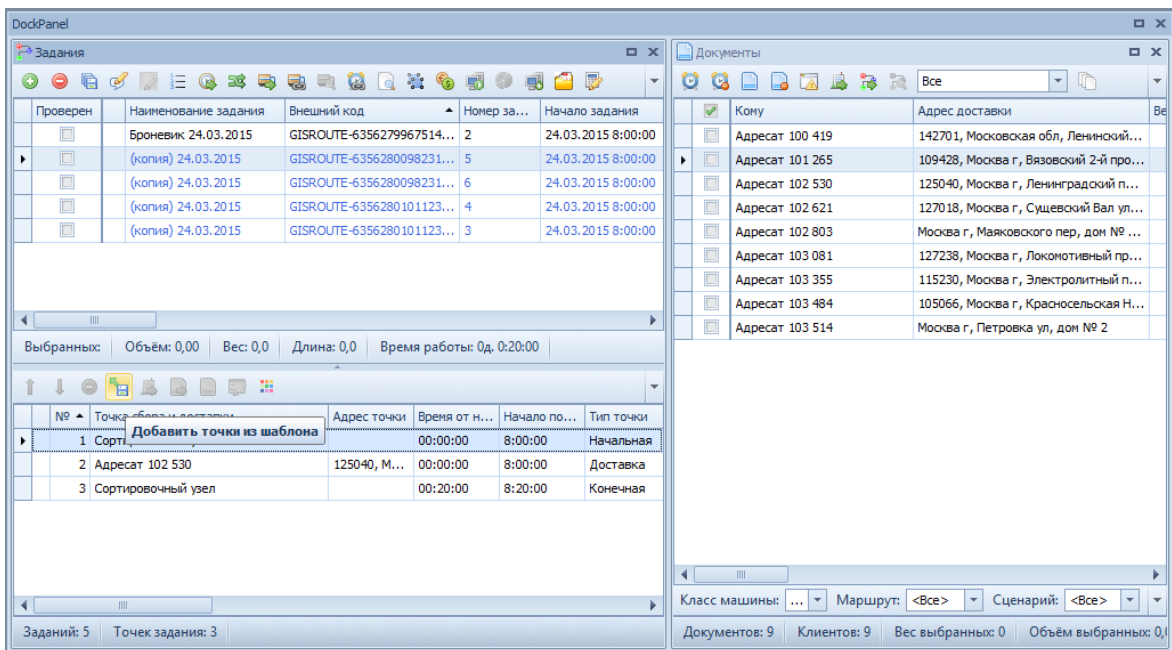 DockPanel
Задания
Проверен Наименование задания Внешний код Номер за... Начало задания
Броневик 24.03.2015 GISROUTE-6356279967514... 2 24.03.2015 8:00:00
(копия) 24.03.2015 GISROUTE-6356280098231... 5 24.03.2015 8:00:00
(копия) 24.03.2015 GISROUTE-6356280098231... 6 24.03.2015 8:00:00
(копия) 24.03.2015 GISROUTE-6356280101123... 4 24.03.2015 8:00:00
(копия) 24.03.2015 GISROUTE-6356280101123... 3 24.03.2015 8:00:00
Выбранных: Объём: 0,00 Вес: 0,0 Длина: 0,0 Время работы: 0д. 0:20:00
№ Точка сбора и доставки Адрес точки Время от н... Начало по... Тип точки
Добавить точки из шаблона
1 Сорти 00:00:00 8:00:00 Начальная
2 Адресат 102 530 125040, М... 00:00:00 8:00:00 Доставка
3 Сортировочный узел 00:20:00 8:20:00 Конечная
Заданий: 5 Точек задания: 3
Документы
Все
Кому Адрес доставки Ве
Адресат 100 419 142701, Московская обл, Ленинский...
Адресат 101 265 109428, Москва г, Вязовский 2-й про...
Адресат 102 530 125040, Москва г, Ленинградский п...
Адресат 102 621 127018, Москва г, Сущевский Вал ул...
Адресат 102 803 Москва г, Маяковского пер, дом № ...
Адресат 103 081 127238, Москва г, Локомотивный пр...
Адресат 103 355 115230, Москва г, Электролитный п...
Адресат 103 484 105066, Москва г, Красносельская Н...
Адресат 103 514 Москва г, Петровка ул, дом № 2
Класс машины: ... Маршрут: <Все> Сценарий: <Все>
Документов: 9 Клиентов: 9 Вес выбранных: 0 Объём выбранных: 0,